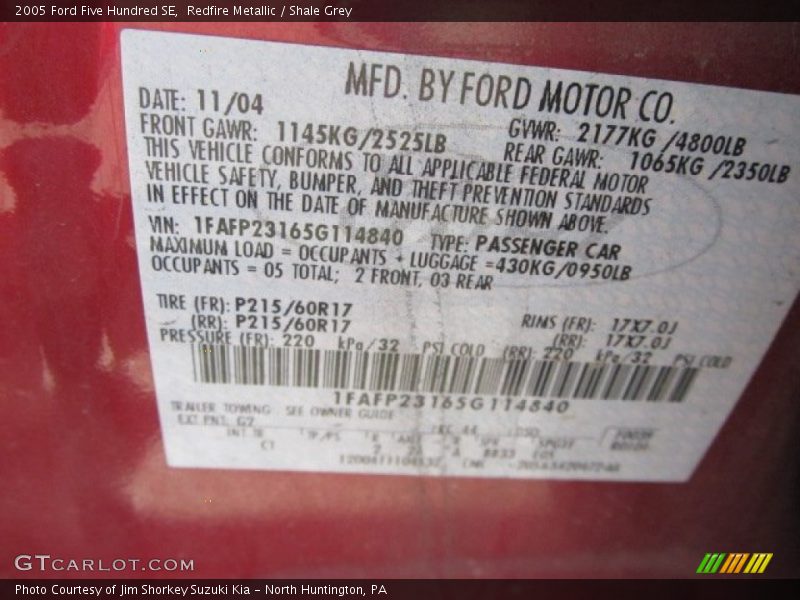 2005 Ford Five Hundred SE,  Redfire Metallic / Shale Grey
MFD. BY FORD MOTOR CO.
DATE: 11/04 GVWR: 2177KG /4800LB
FRONT GAWR: 1145KG/2525LB REAR GAWR: 1065KG /2350LB
THIS VEHICLE CONFORMS TO ALL APPLICABLE FEDERAL MOTOR
VEHICLE SAFETY, BUMPER, AND THEFT PREVENTION STANDARDS
IN EFFECT ON THE DATE OF MANUFACTURE SHOWN ABOVE.
VIN: 1FAFP23165G114840 TYPE: PASSENGER CAR
MAXIMUM LOAD = OCCUPANTS + LUGGAGE =430KG/0950LB
OCCUPANTS = 05 TOTAL; 2 FRONT, 03 REAR
TIRE (FR): P215/60R17 RIMS (FR): 17X7.0J
(RR): P215/60R17 (RR): 17X7.0J
PRESSURE (FR): 220 kPa/32 PSI COLD (RR): 220 kPa/32 PSI COLD
1FAFP23165G114840
TRAILER TOWING - SEE OWNER GUIDE
EXT PNT: G2
INT TR
C1
GTCARLOT.COM
Photo Courtesy of Jim Shorkey Suzuki Kia – North Huntington, PA